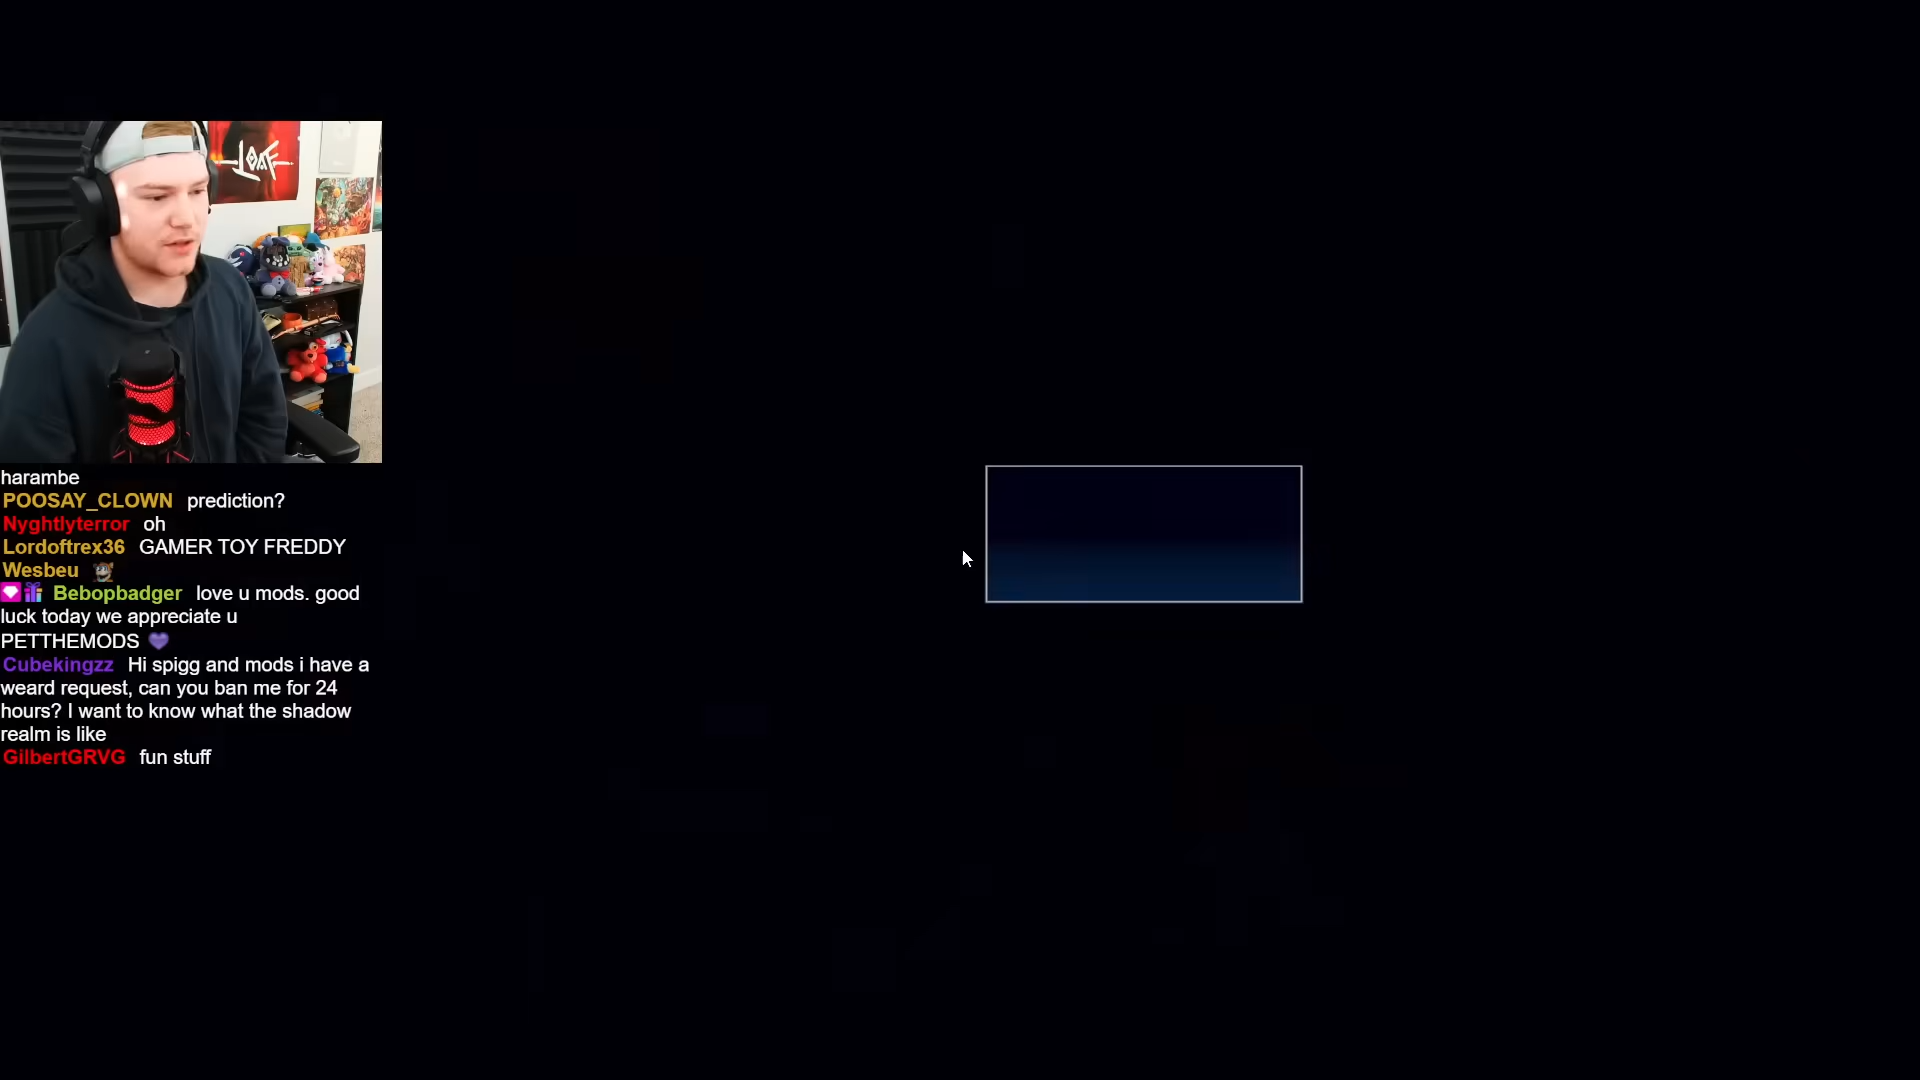 LOAF
harambe
POOSAY_CLOWN prediction?
Nyghtlyterror oh
Lordoftrex36 GAMER TOY FREDDY
Wesbeu
Bebopbadger love u mods. good
luck today we appreciate u
PETTHEMODS 💜
Cubekingzz Hi spigg and mods i have a
weard request, can you ban me for 24
hours? I want to know what the shadow
realm is like
GilbertGRVG fun stuff